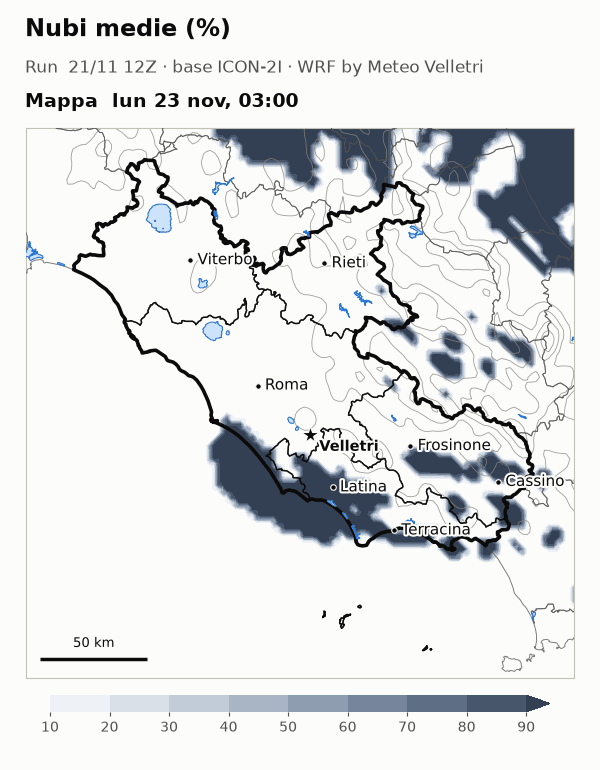 Nubi medie (%)
Run  21/11 12Z · base ICON-2I · WRF by Meteo Velletri
Mappa  lun 23 nov, 03:00
Viterbo
Rieti
Roma
Velletri
Frosinone
Latina
Cassino
Terracina
50 km
10 20 30 40 50 60 70 80 90